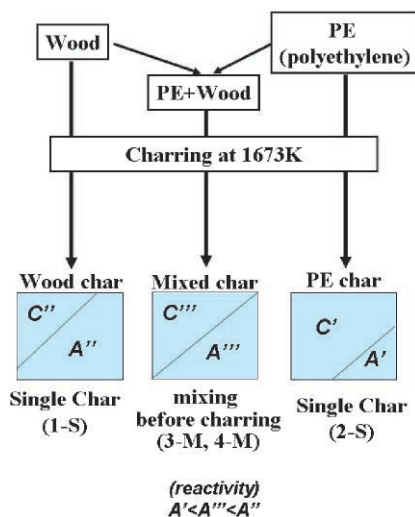 Wood
PE
(polyethylene)
PE+Wood
Charring at 1673K
Wood char
Mixed char
PE char
C''
A''
C'''
A'''
C'
A'
Single Char
(1-S)
mixing
before charring
(3-M, 4-M)
Single Char
(2-S)
(reactivity)
A'<A'''<A''